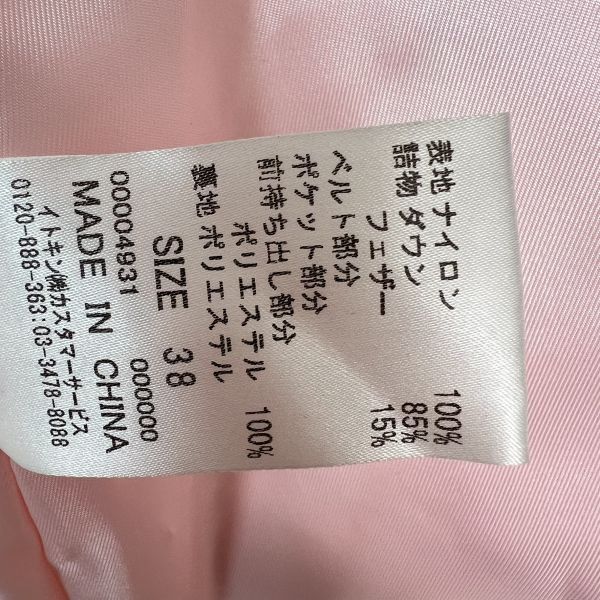 表地 ナイロン 100%
詰物 ダウン 85%
フェザー 15%
ベルト部分
ポケット部分
前持ち出し部分
ポリエステル 100%
裏地 ポリエステル
SIZE 38
00004931 000000
MADE IN CHINA
イトキン㈱カスタマーサービス
0120-888-363:03-3478-8088